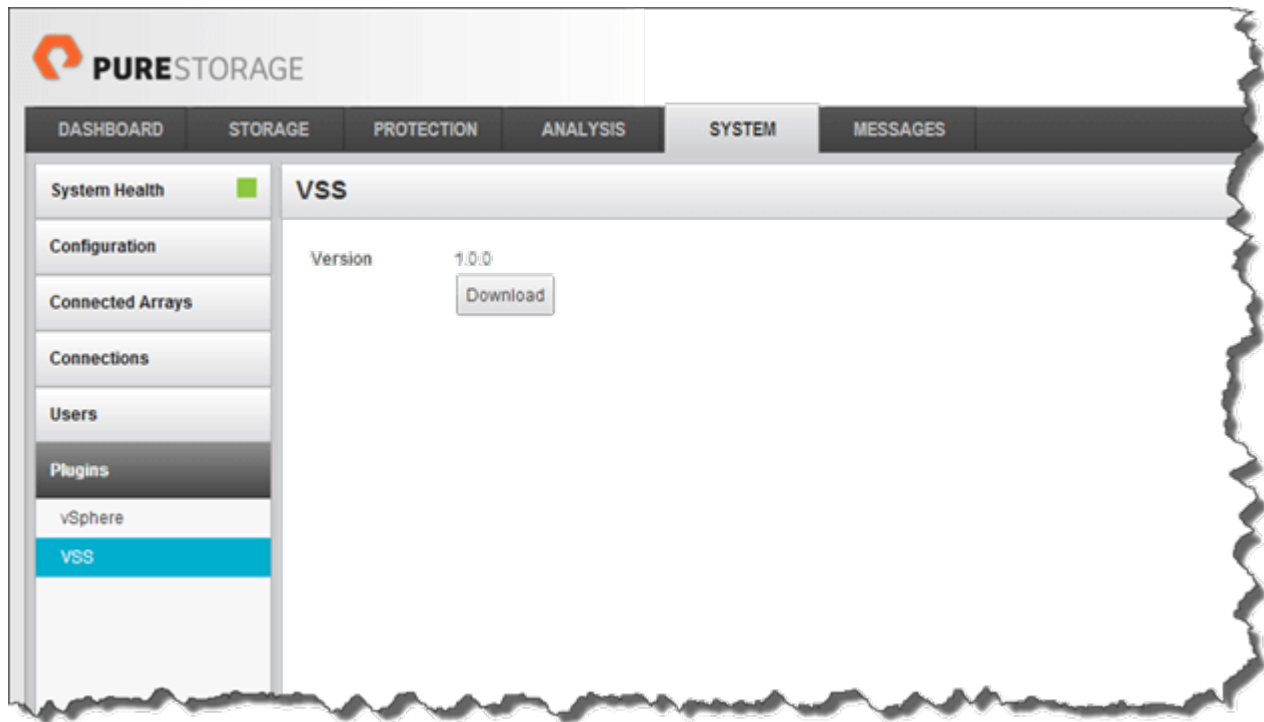 PURESTORAGE
DASHBOARD STORAGE PROTECTION ANALYSIS SYSTEM MESSAGES
System Health
VSS
Configuration
Version 1.0.0
Download
Connected Arrays
Connections
Users
Plugins
vSphere
VSS